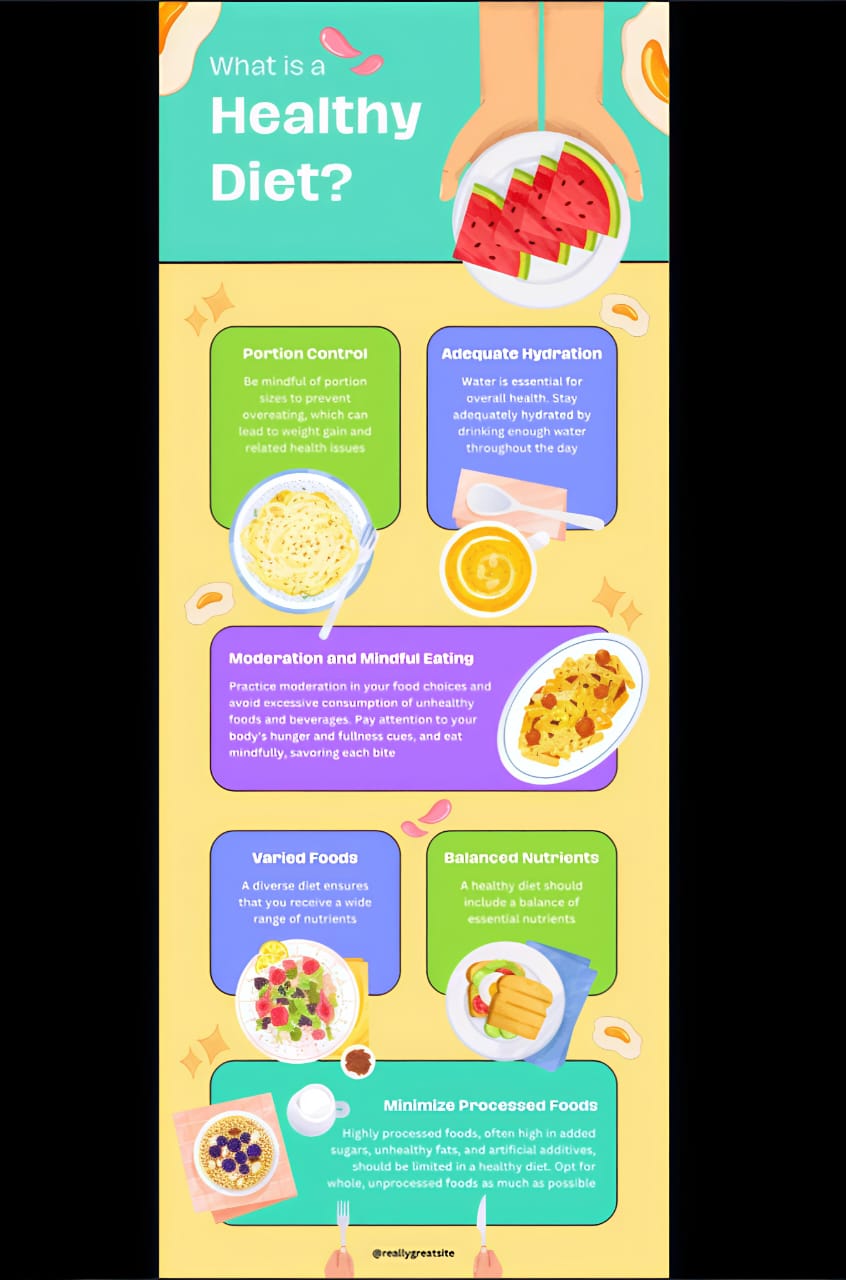 What is a
Healthy
Diet?
Portion Control
Be mindful of portion
sizes to prevent
overeating, which can
lead to weight gain and
related health issues
Adequate Hydration
Water is essential for
overall health. Stay
adequately hydrated by
drinking enough water
throughout the day
Moderation and Mindful Eating
Practice moderation in your food choices and
avoid excessive consumption of unhealthy
foods and beverages. Pay attention to your
body's hunger and fullness cues, and eat
mindfully, savoring each bite
Varied Foods
A diverse diet ensures
that you receive a wide
range of nutrients
Balanced Nutrients
A healthy diet should
include a balance of
essential nutrients
Minimize Processed Foods
Highly processed foods, often high in added
sugars, unhealthy fats, and artificial additives,
should be limited in a healthy diet. Opt for
whole, unprocessed foods as much as possible
@reallygreatsite